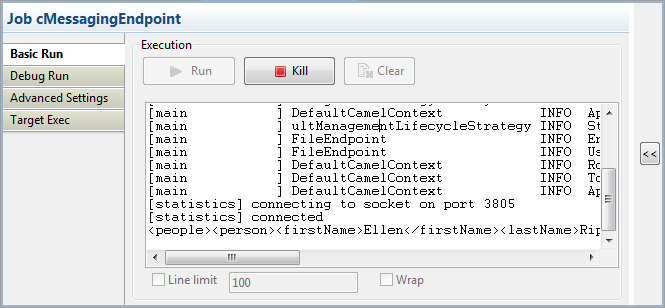 Job cMessagingEndpoint
Basic Run
Debug Run
Advanced Settings
Target Exec
Execution
Run
Kill
Clear
[main ] DefaultCamelContext INFO Ap
[main ] ultManagementLifecycleStrategy INFO St
[main ] FileEndpoint INFO En
[main ] FileEndpoint INFO Us
[main ] DefaultCamelContext INFO Ro
[main ] DefaultCamelContext INFO To
[main ] DefaultCamelContext INFO Ap
[statistics] connecting to socket on port 3805
[statistics] connected
<people><person><firstName>Ellen</firstName><lastName>Rip
Line limit
100
Wrap
<<